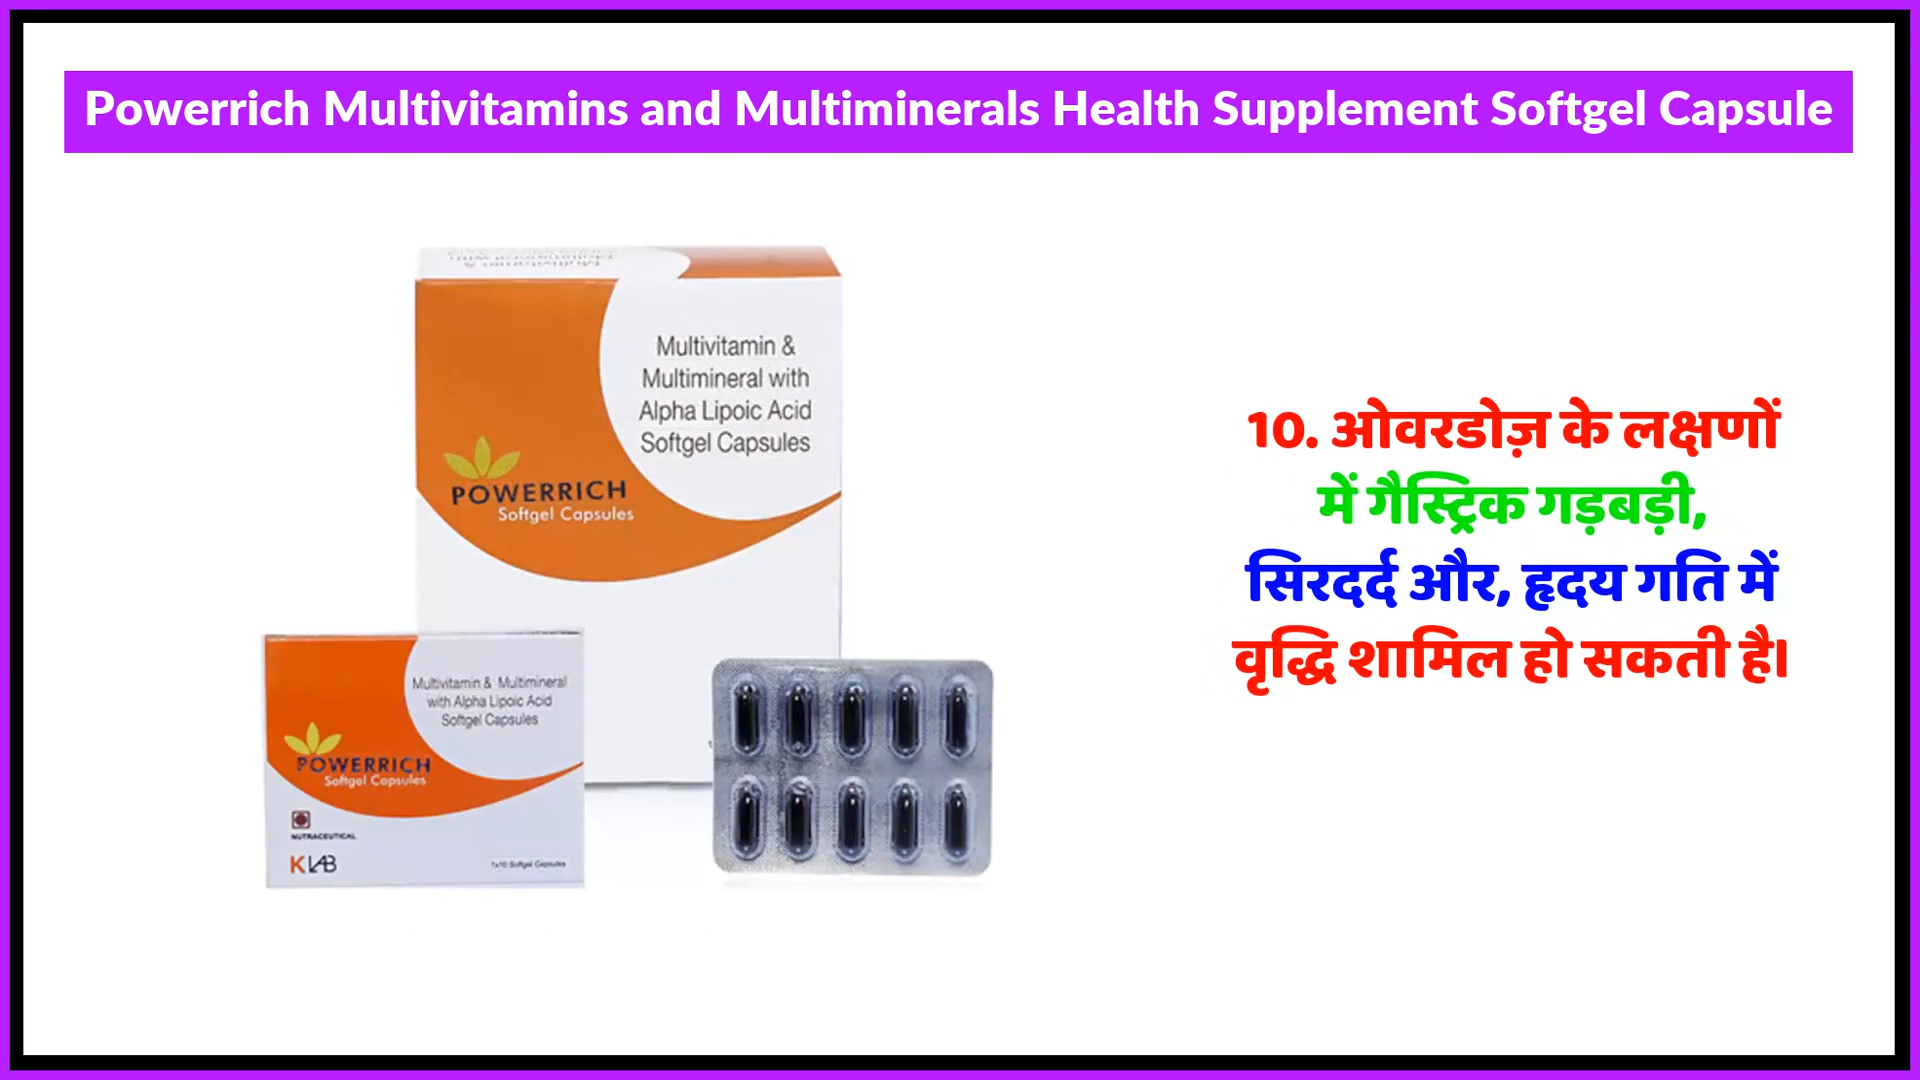 Powerrich Multivitamins and Multiminerals Health Supplement Softgel Capsule
Multivitamin &
Multimineral with
Alpha Lipoic Acid
Softgel Capsules
POWERRICH
Softgel Capsules
Multivitamin & Multimineral
with Alpha Lipoic Acid
Softgel Capsules
POWERRICH
Softgel Capsules
NUTRACEUTICAL
KLAB
1x10 Softgel Capsules
10. ओवरडोज़ के लक्षणों
में गैस्ट्रिक गड़बड़ी,
सिरदर्द और, हृदय गति में
वृद्धि शामिल हो सकती है।